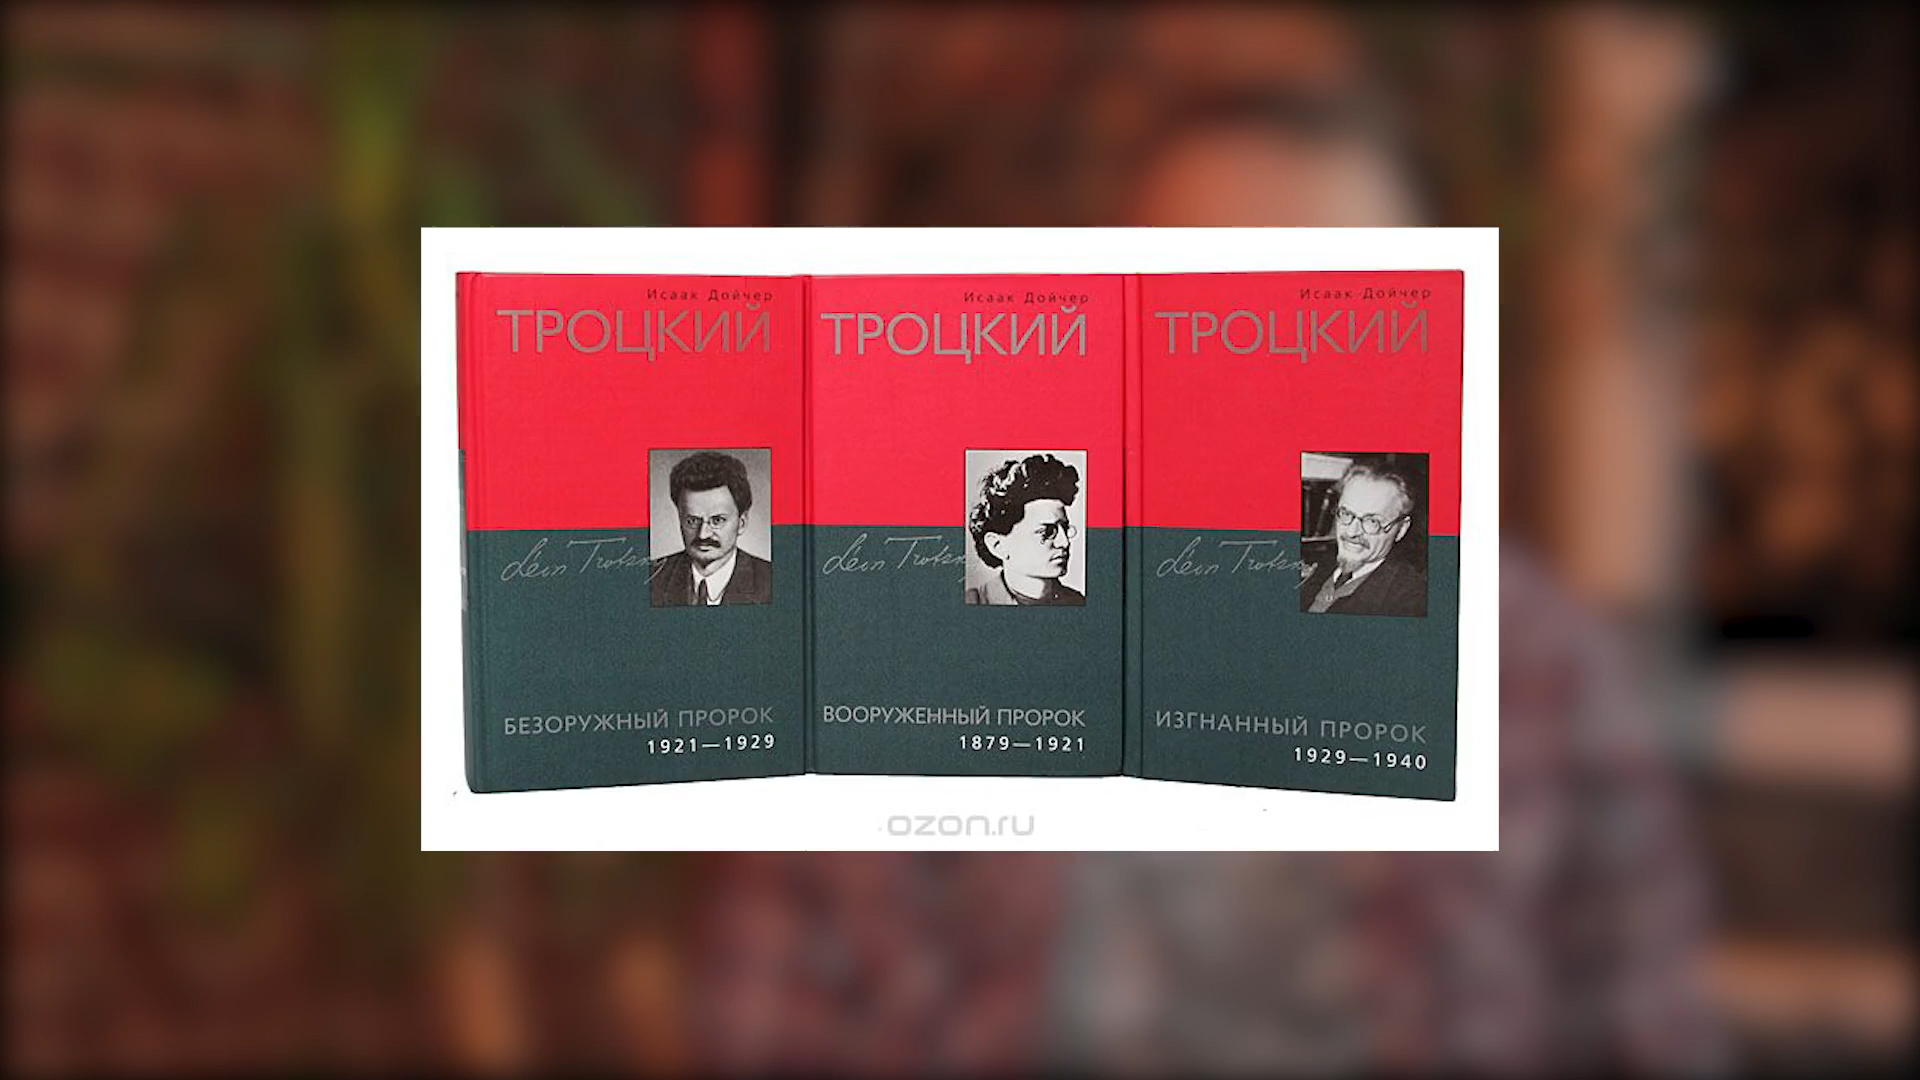 Исаак Дойчер
ТРОЦКИЙ
Leon Trotsky
БЕЗОРУЖНЫЙ ПРОРОК
1921—1929
Исаак Дойчер
ТРОЦКИЙ
Leon Trotsky
ВООРУЖЕННЫЙ ПРОРОК
1879—1921
Исаак Дойчер
ТРОЦКИЙ
Leon Trotsky
ИЗГНАННЫЙ ПРОРОК
1929—1940
ozon.ru